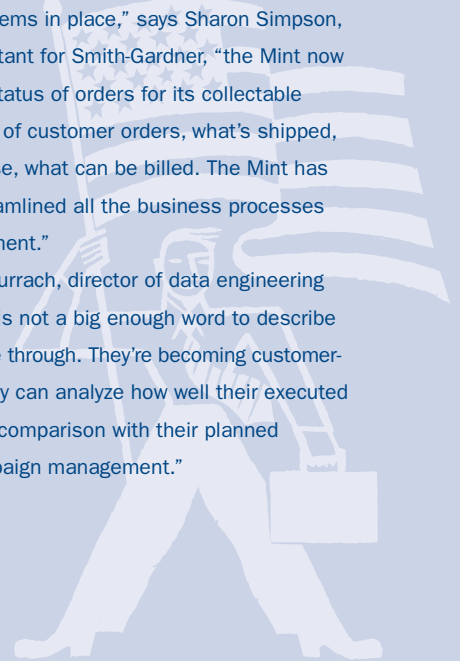 ems in place,” says Sharon Simpson,
tant for Smith-Gardner, “the Mint now
tatus of orders for its collectable
of customer orders, what’s shipped,
e, what can be billed. The Mint has
amlined all the business processes
ment.”
urrach, director of data engineering
is not a big enough word to describe
through. They’re becoming customer-
y can analyze how well their executed
comparison with their planned
paign management.”